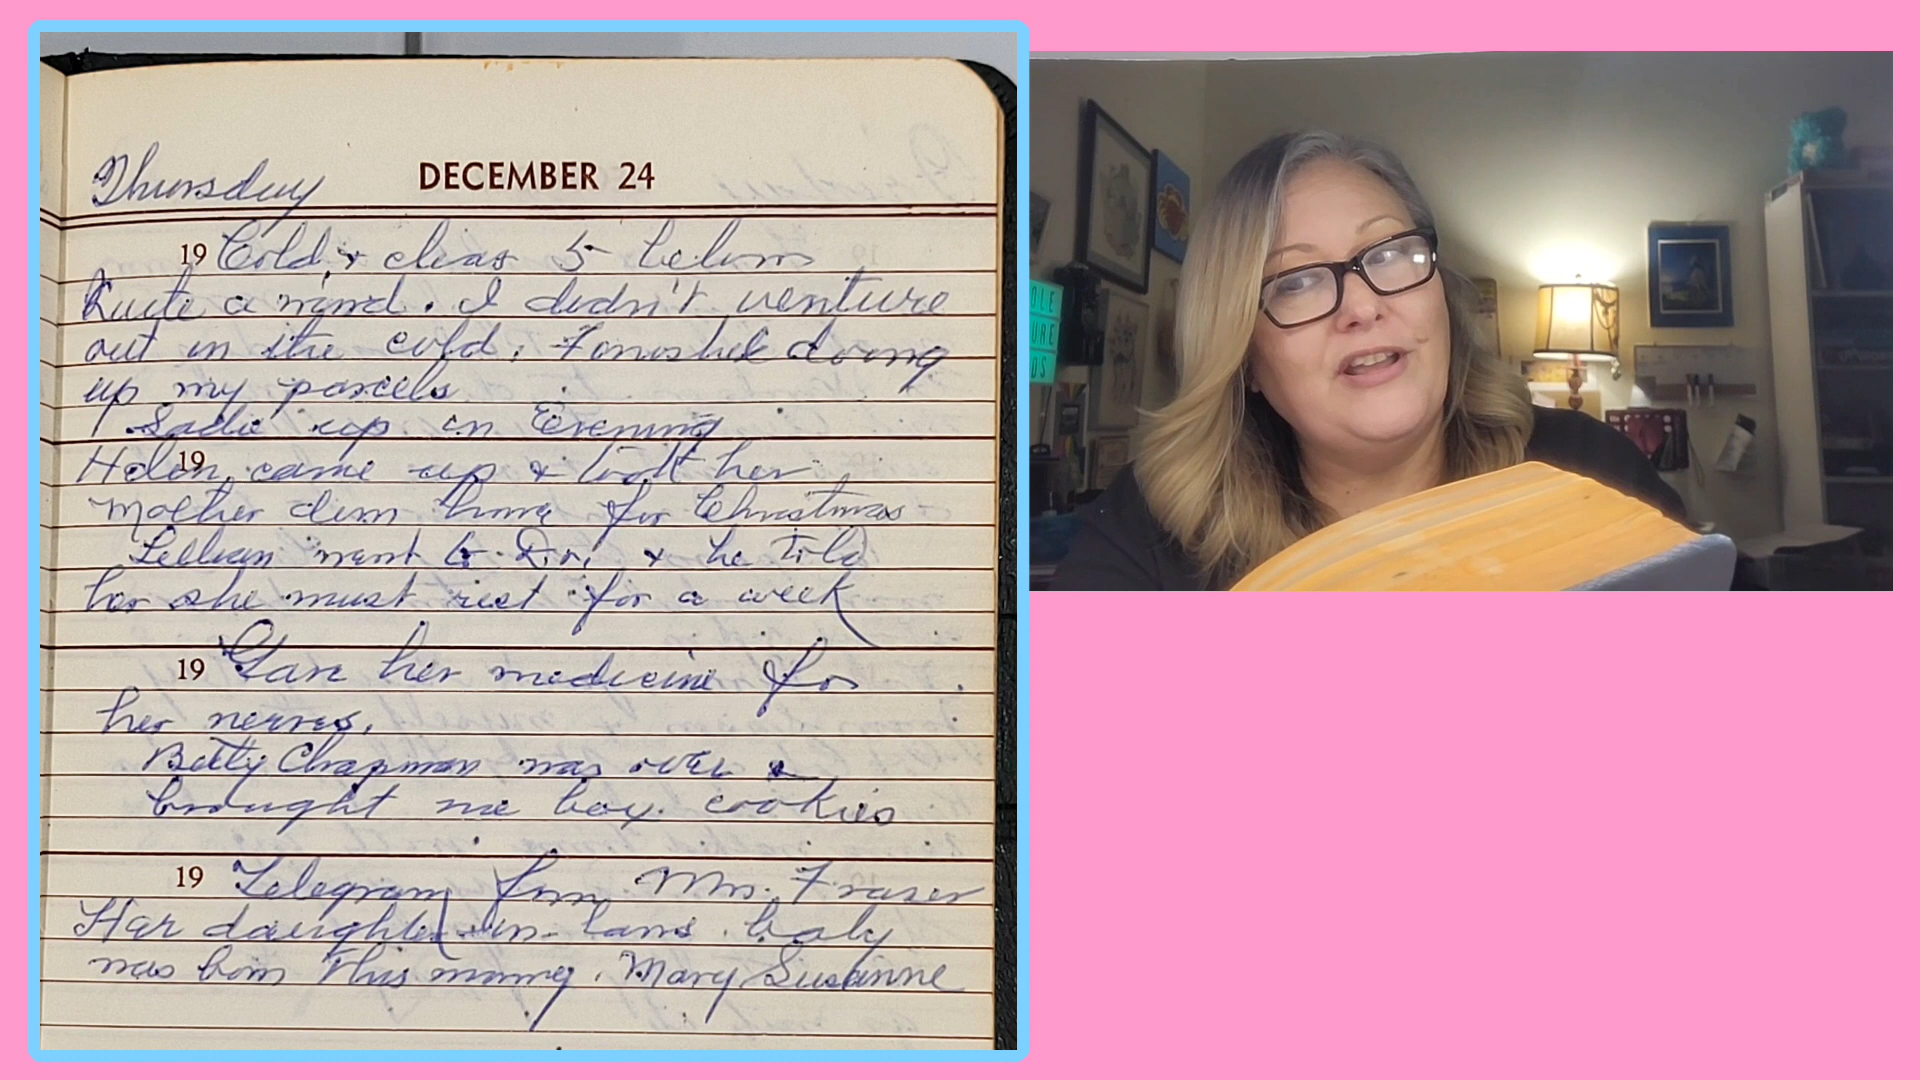 Thursday DECEMBER 24
19 Cold & clear 5 below
Quite a wind. I didn't venture
out in the cold. Finished doing
up my parcels
Sadie up in Evening
19
Helen came up & took her
mother down home for Christmas
Lillian went to Dr. & he told
her she must rest for a week
19 Gave her medicine for
her nerves.
Betty Chapman was over &
brought me box cookies
19 Telegram from Mrs. Fraser
Her daughter-in-laws baby
was born this morning. Mary Susanne
OLE
URE
DS